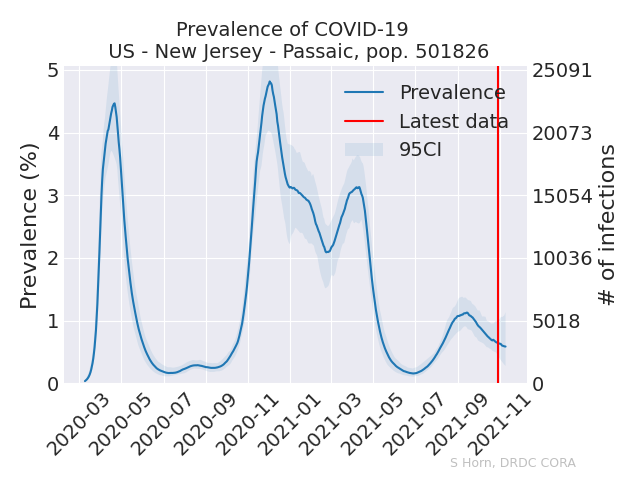 Prevalence of COVID-19
US - New Jersey - Passaic, pop. 501826
5
4
3
2
1
0
Prevalence (%)
25091
20073
15054
10036
5018
0
# of infections
Prevalence
Latest data
95CI
2020-03
2020-05
2020-07
2020-09
2020-11
2021-01
2021-03
2021-05
2021-07
2021-09
2021-11
S Horn, DRDC CORA